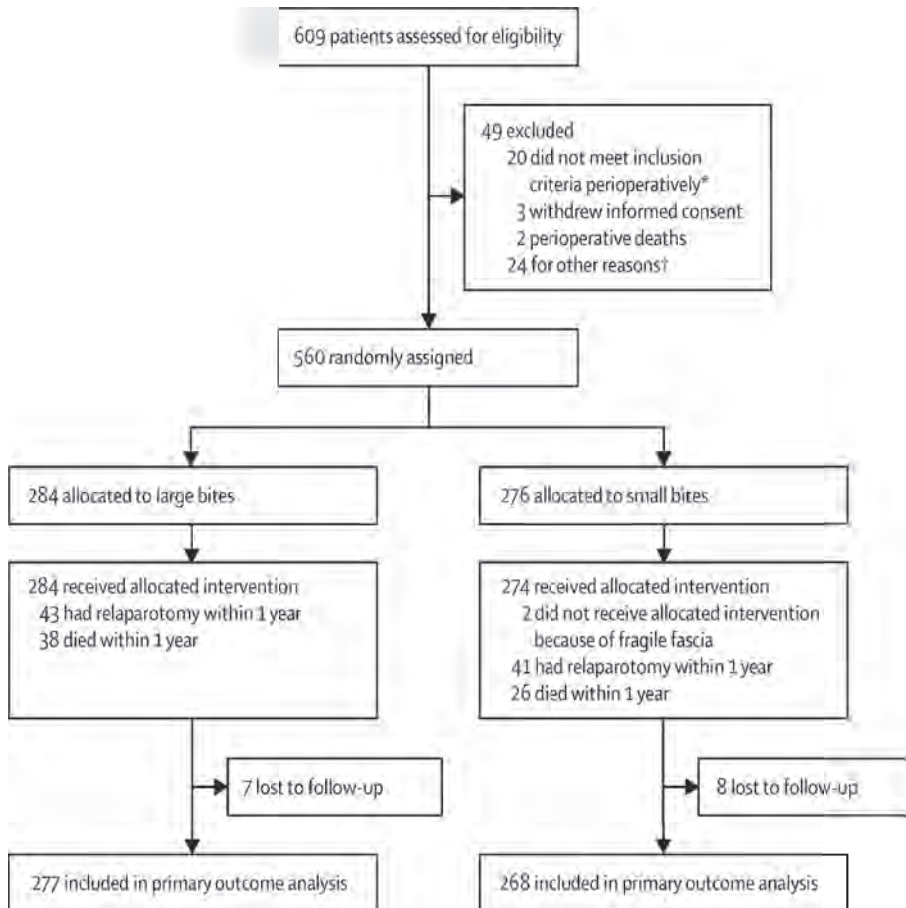 609 patients assessed for eligibility
49 excluded
20 did not meet inclusion
criteria perioperatively*
3 withdrew informed consent
2 perioperative deaths
24 for other reasons†
560 randomly assigned
284 allocated to large bites
276 allocated to small bites
284 received allocated intervention
43 had relaparotomy within 1 year
38 died within 1 year
274 received allocated intervention
2 did not receive allocated intervention
because of fragile fascia
41 had relaparotomy within 1 year
26 died within 1 year
7 lost to follow-up
8 lost to follow-up
277 included in primary outcome analysis
268 included in primary outcome analysis